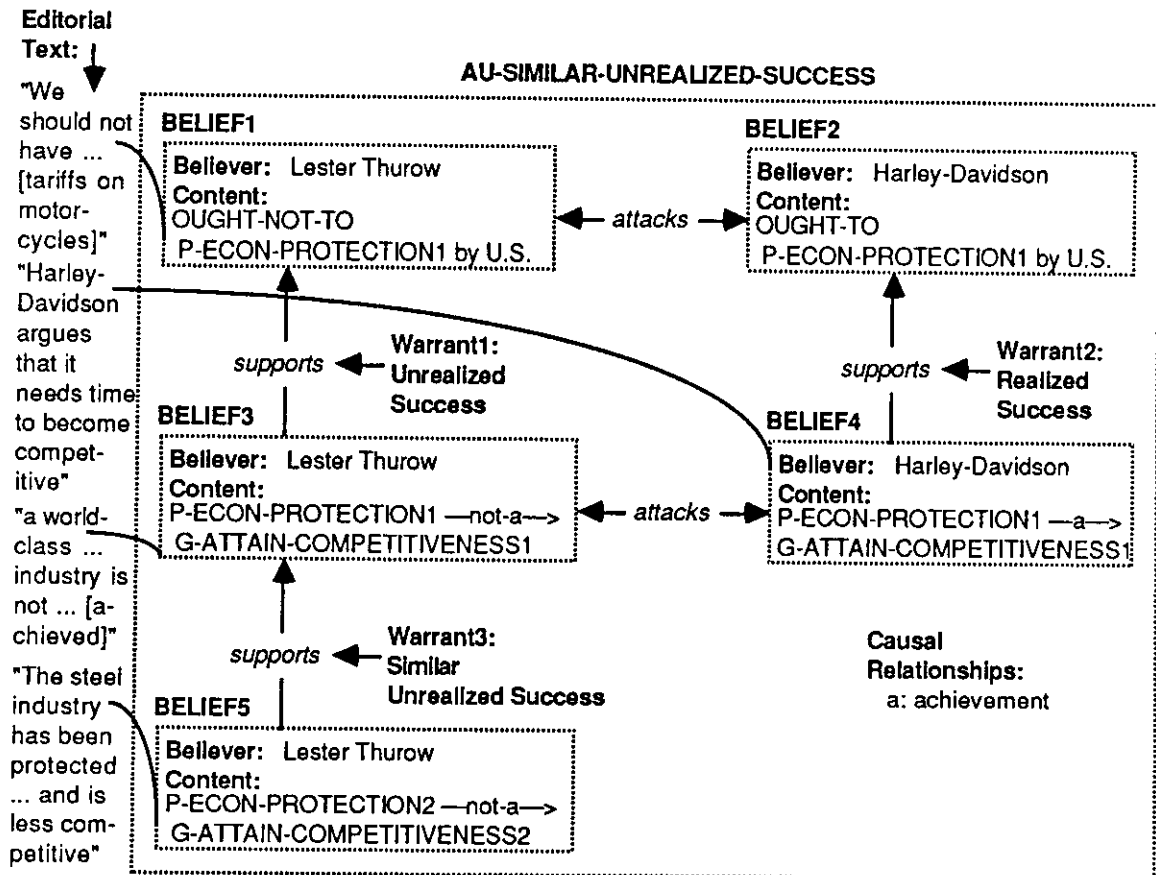 Editorial
Text:
"We
should not
have ...
[tariffs on
motor-
cycles]"
"Harley-
Davidson
argues
that it
needs time
to become
compet-
itive"
"a world-
class ...
industry is
not ... [a-
chieved]"
"The steel
industry
has been
protected
... and is
less com-
petitive"
AU-SIMILAR-UNREALIZED-SUCCESS
BELIEF1
Believer: Lester Thurow
Content:
OUGHT-NOT-TO
P-ECON-PROTECTION1 by U.S.
attacks
BELIEF2
Believer: Harley-Davidson
Content:
OUGHT-TO
P-ECON-PROTECTION1 by U.S.
supports
Warrant1:
Unrealized
Success
supports
Warrant2:
Realized
Success
BELIEF3
Believer: Lester Thurow
Content:
P-ECON-PROTECTION1 —not-a—>
G-ATTAIN-COMPETITIVENESS1
attacks
BELIEF4
Believer: Harley-Davidson
Content:
P-ECON-PROTECTION1 —a—>
G-ATTAIN-COMPETITIVENESS1
supports
Warrant3:
Similar
Unrealized Success
Causal
Relationships:
a: achievement
BELIEF5
Believer: Lester Thurow
Content:
P-ECON-PROTECTION2 —not-a—>
G-ATTAIN-COMPETITIVENESS2